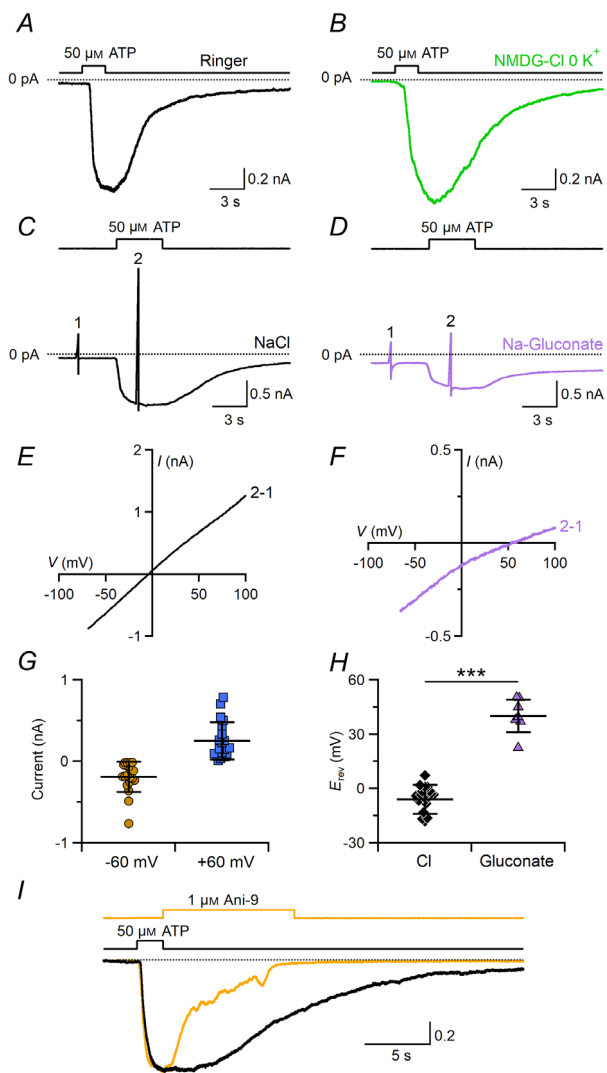 A
50 μM ATP
Ringer
0 pA
0.2 nA
3 s
B
50 μM ATP
NMDG-Cl 0 K⁺
0 pA
0.2 nA
3 s
C
50 μM ATP
2
1
NaCl
0 pA
0.5 nA
3 s
D
50 μM ATP
1
2
Na-Gluconate
0.5 nA
3 s
E
2
I (nA)
2-1
1
V (mV)
-100
-50
50
100
-1
F
0.5
I (nA)
V (mV)
2-1
-100
-50
50
100
-0.5
G
1
Current (nA)
0
-1
-60 mV
+60 mV
H
***
60
30
Erev (mV)
0
-30
Cl
Gluconate
I
1 μM Ani-9
50 μM ATP
0.2
5 s